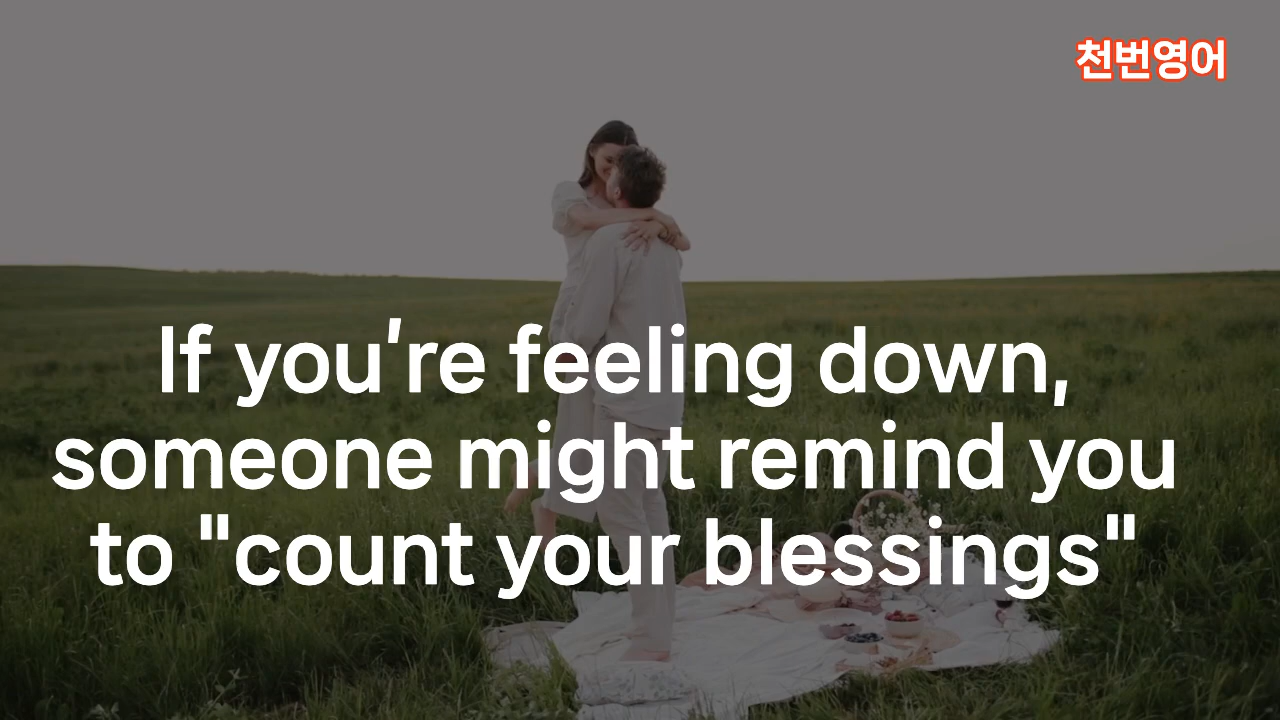 천번영어
If you're feeling down,
someone might remind you
to "count your blessings"